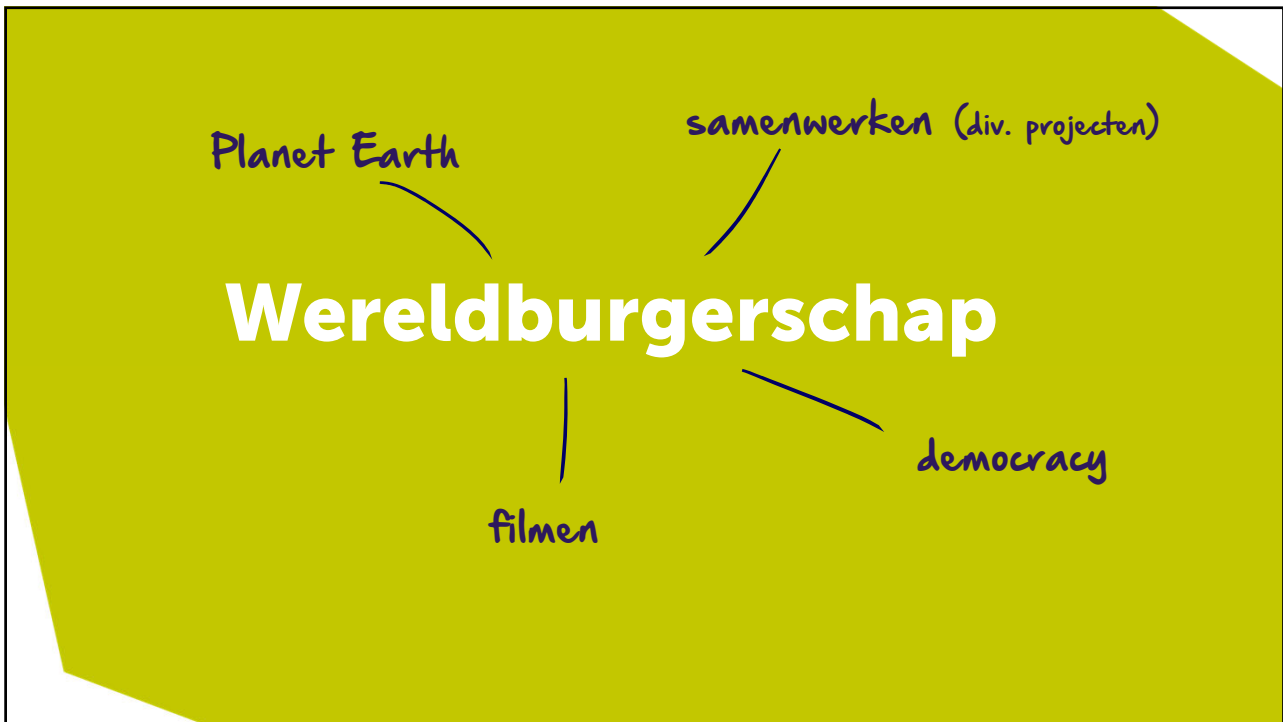 Planet Earth
samenwerken (div. projecten)
Wereldburgerschap
democracy
filmen